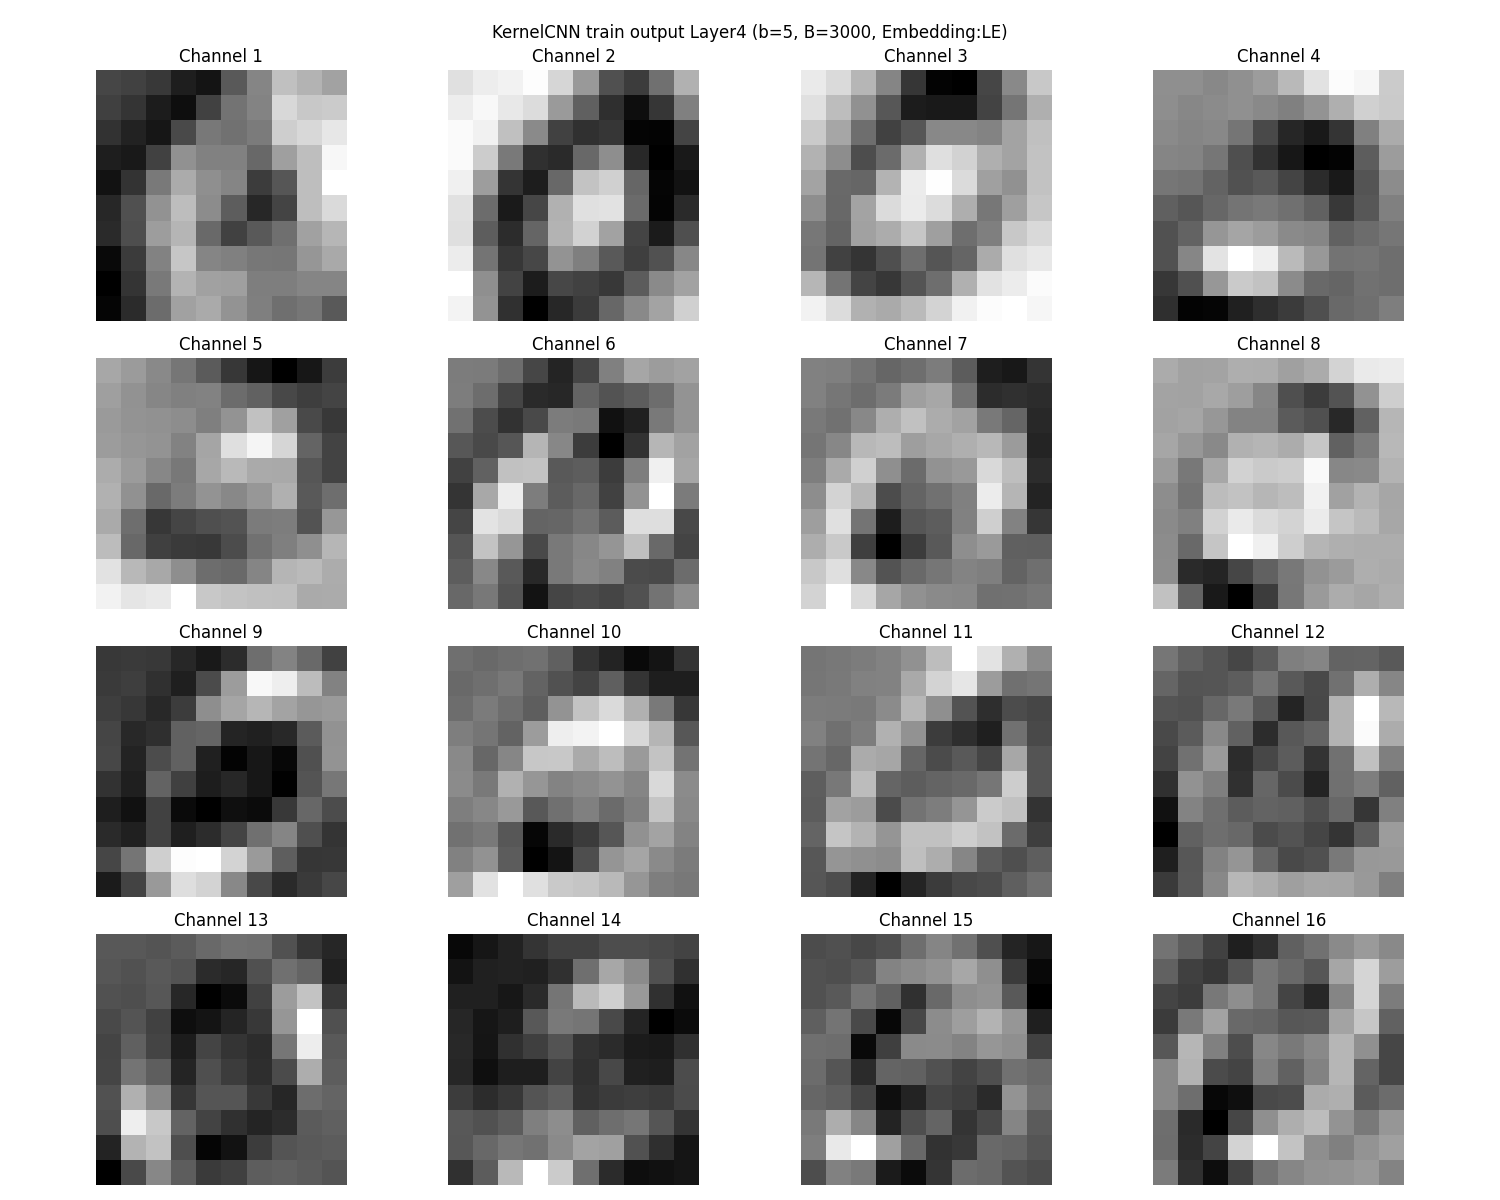 KernelCNN train output Layer4 (b=5, B=3000, Embedding:LE)
Channel 1
Channel 2
Channel 3
Channel 4
Channel 5
Channel 6
Channel 7
Channel 8
Channel 9
Channel 10
Channel 11
Channel 12
Channel 13
Channel 14
Channel 15
Channel 16